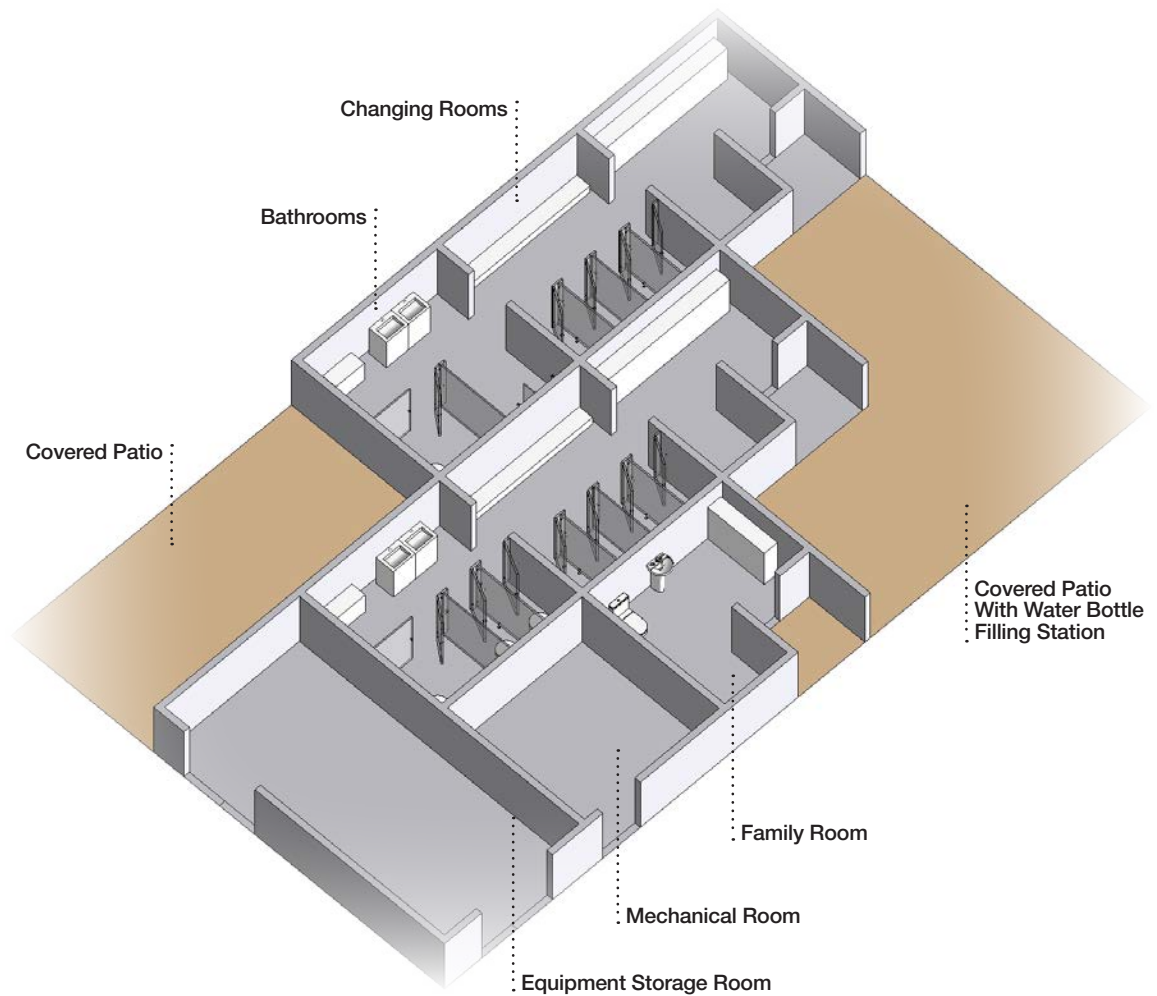 Changing Rooms
Bathrooms
Covered Patio
Covered Patio
With Water Bottle
Filling Station
Family Room
Mechanical Room
Equipment Storage Room